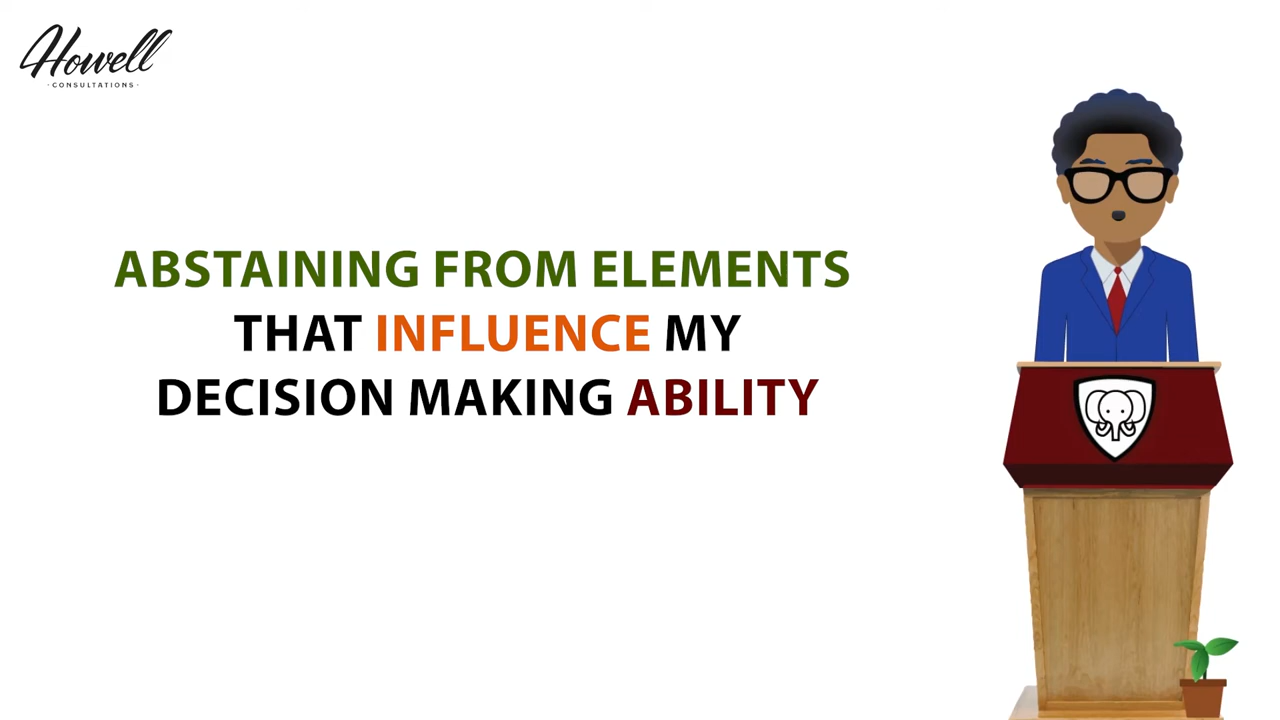 Howell
·CONSULTATIONS·
ABSTAINING FROM ELEMENTS
THAT INFLUENCE MY
DECISION MAKING ABILITY